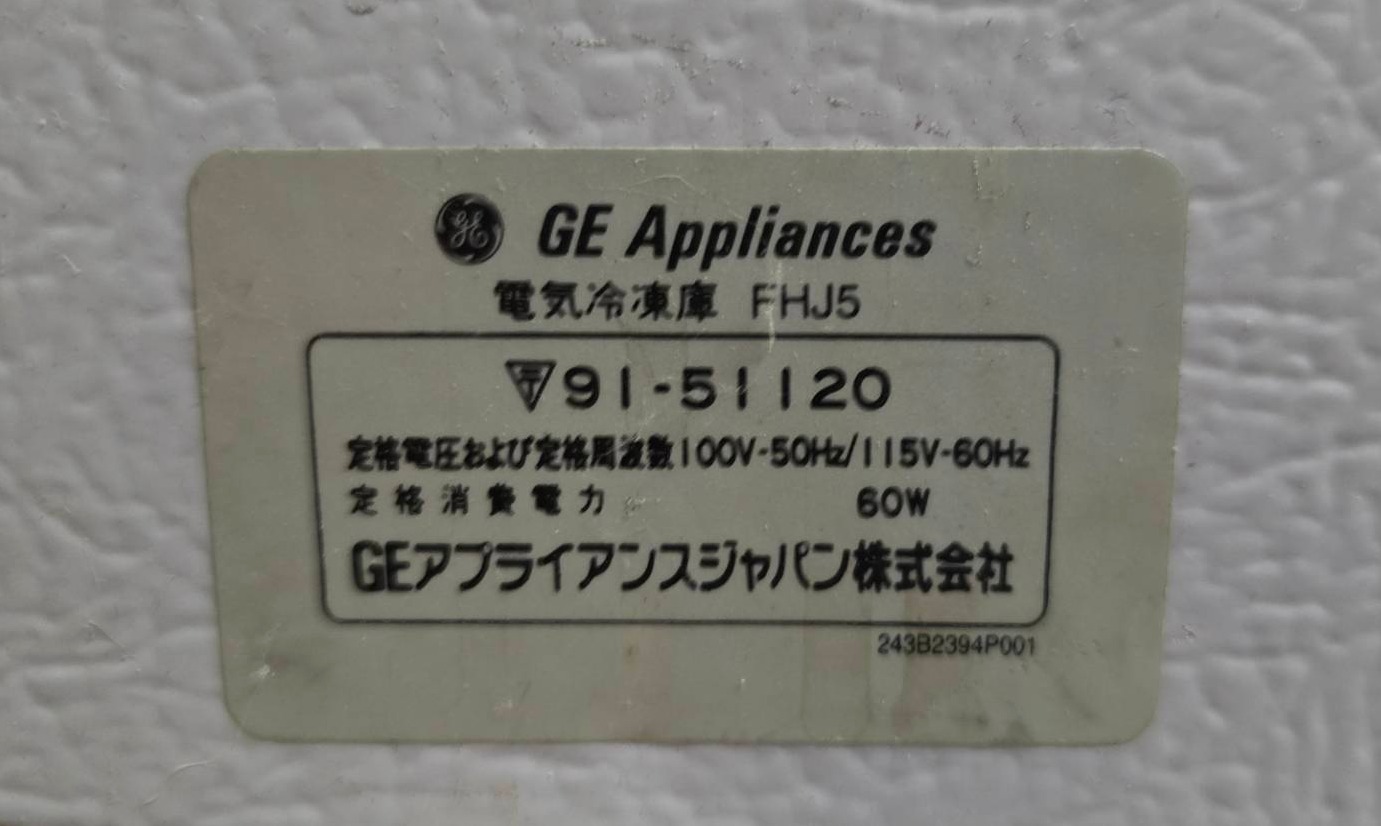 GE Appliances
電気冷凍庫 FHJ5
91-51120
定格電圧および定格周波数100V-50Hz/115V-60Hz
定格消費電力 60W
GEアプライアンスジャパン株式会社
243B2394P001